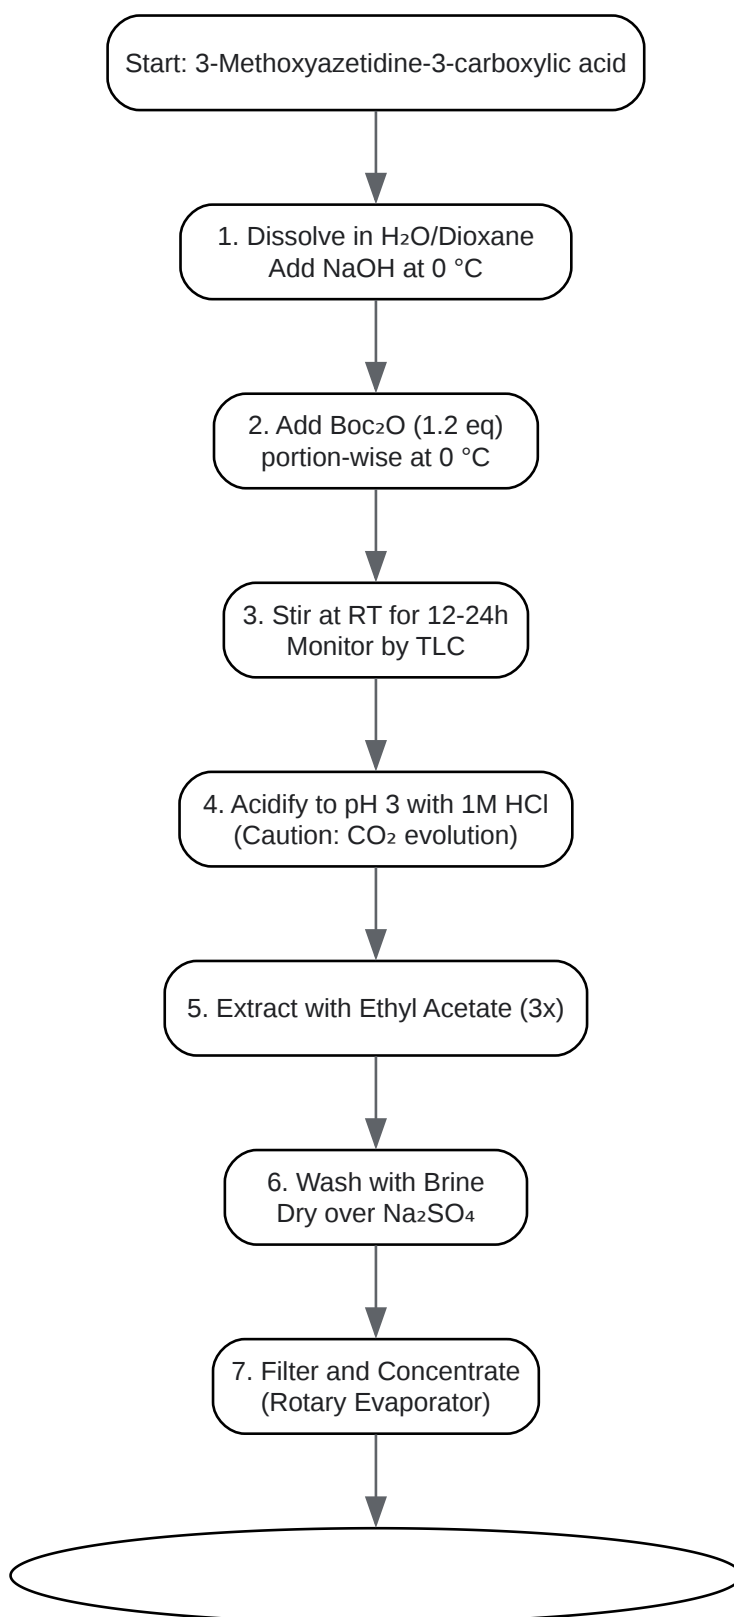 Start: 3-Methoxyazetidine-3-carboxylic acid
1. Dissolve in H₂O/Dioxane
Add NaOH at 0 °C
2. Add Boc₂O (1.2 eq)
portion-wise at 0 °C
3. Stir at RT for 12-24h
Monitor by TLC
4. Acidify to pH 3 with 1M HCl
(Caution: CO₂ evolution)
5. Extract with Ethyl Acetate (3x)
6. Wash with Brine
Dry over Na₂SO₄
7. Filter and Concentrate
(Rotary Evaporator)